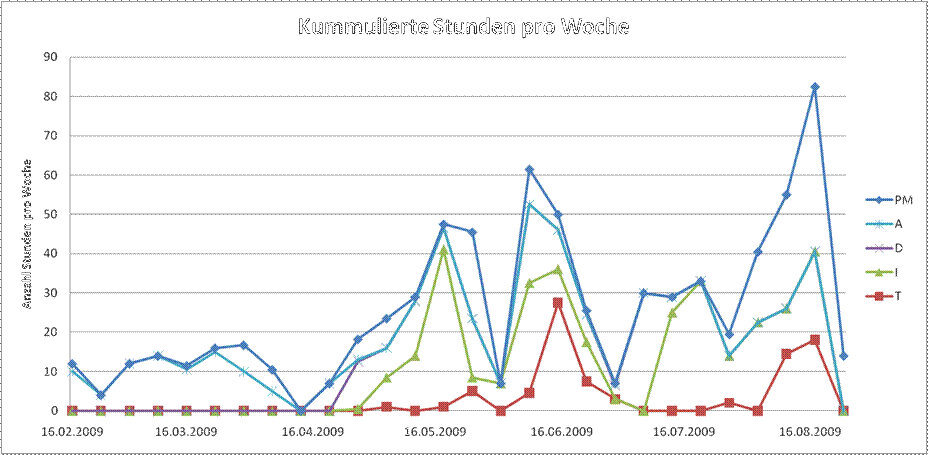 Kummulierte Stunden pro Woche
90
80
70
60
50
40
30
20
10
0
Anzahl Stunden pro Woche
16.02.2009 16.03.2009 16.04.2009 16.05.2009 16.06.2009 16.07.2009 16.08.2009
PM
A
D
I
T